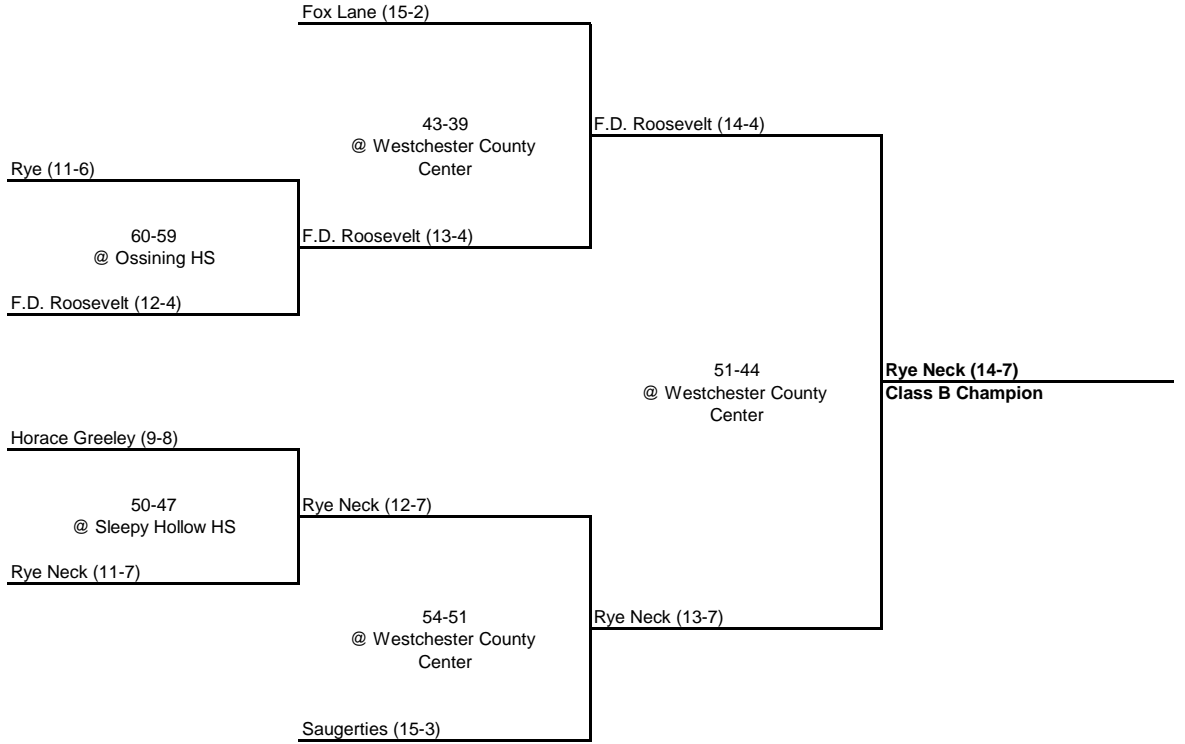 Fox Lane (15-2)
43-39
@ Westchester County
Center
F.D. Roosevelt (14-4)
Rye (11-6)
60-59
@ Ossining HS
F.D. Roosevelt (13-4)
F.D. Roosevelt (12-4)
51-44
@ Westchester County
Center
Rye Neck (14-7)
Class B Champion
Horace Greeley (9-8)
50-47
@ Sleepy Hollow HS
Rye Neck (12-7)
Rye Neck (11-7)
54-51
@ Westchester County
Center
Rye Neck (13-7)
Saugerties (15-3)